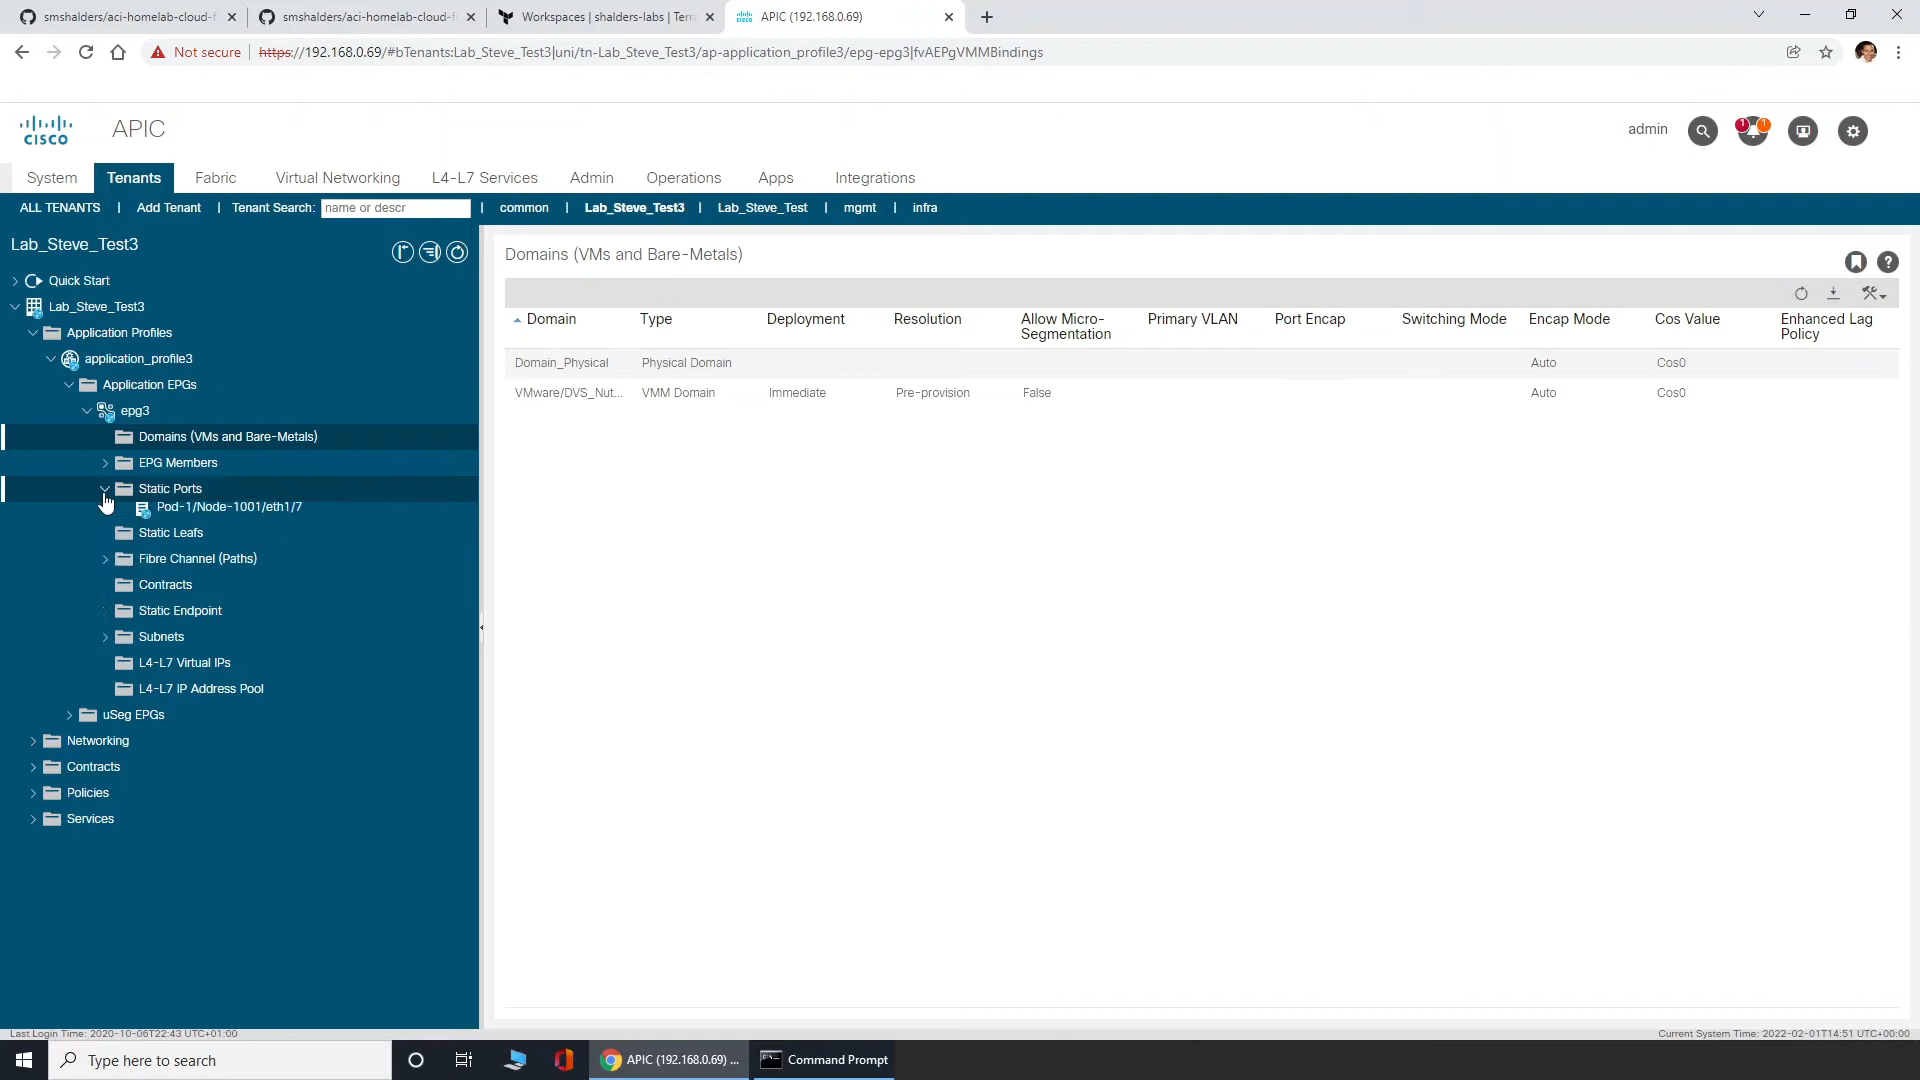 smshalders/aci-homelab-cloud-f
smshalders/aci-homelab-cloud-f
Workspaces | shalders-labs | Terr
APIC (192.168.0.69)
Not secure
https://192.168.0.69/#bTenants:Lab_Steve_Test3|uni/tn-Lab_Steve_Test3/ap-application_profile3/epg-epg3|fvAEPgVMMBindings
CISCO
APIC
admin
1
1
System
Tenants
Fabric
Virtual Networking
L4-L7 Services
Admin
Operations
Apps
Integrations
ALL TENANTS | Add Tenant | Tenant Search: name or descr | common | Lab_Steve_Test3 | Lab_Steve_Test | mgmt | infra
Lab_Steve_Test3
Quick Start
Lab_Steve_Test3
Application Profiles
application_profile3
Application EPGs
epg3
Domains (VMs and Bare-Metals)
EPG Members
Static Ports
Pod-1/Node-1001/eth1/7
Static Leafs
Fibre Channel (Paths)
Contracts
Static Endpoint
Subnets
L4-L7 Virtual IPs
L4-L7 IP Address Pool
uSeg EPGs
Networking
Contracts
Policies
Services
Domains (VMs and Bare-Metals)
Domain
Type
Deployment
Resolution
Allow Micro-
Segmentation
Primary VLAN
Port Encap
Switching Mode
Encap Mode
Cos Value
Enhanced Lag
Policy
Domain_Physical
Physical Domain
Auto
Cos0
VMware/DVS_Nut...
VMM Domain
Immediate
Pre-provision
False
Auto
Cos0
Last Login Time: 2020-10-06T22:43 UTC+01:00
Current System Time: 2022-02-01T14:51 UTC+00:00
Type here to search
APIC (192.168.0.69) ...
Command Prompt